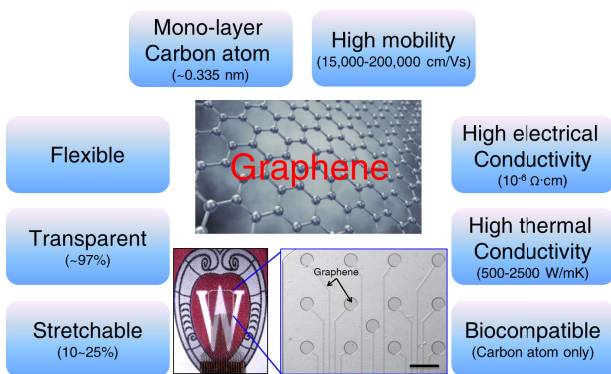 Mono-layer
Carbon atom
(~0.335 nm)
High mobility
(15,000-200,000 cm/Vs)
Flexible
Graphene
High electrical
Conductivity
(10⁻⁶ Ω·cm)
Transparent
(~97%)
High thermal
Conductivity
(500-2500 W/mK)
Graphene
W
Stretchable
(10~25%)
Biocompatible
(Carbon atom only)